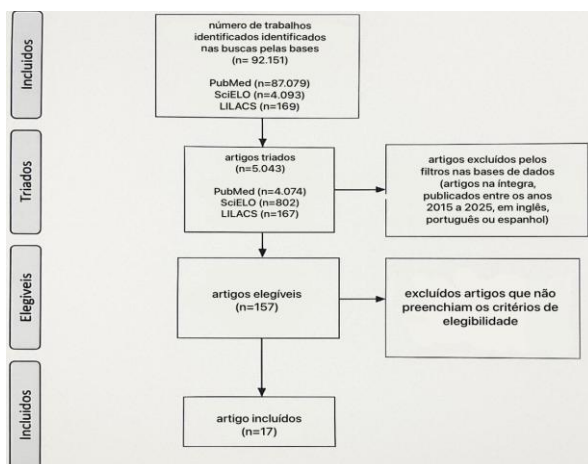 Incluidos
número de trabalhos
identificados identificados
nas buscas pelas bases
(n= 92.151)
PubMed (n=87.079)
SciELO (n=4.093)
LILACS (n=169)
Triados
artigos triados
(n=5.043)
PubMed (n=4.074)
SciELO (n=802)
LILACS (n=167)
artigos excluídos pelos
filtros nas bases de dados
(artigos na íntegra,
publicados entre os anos
2015 a 2025, em inglês,
português ou espanhol)
Elegíveis
artigos elegíveis
(n=157)
excluídos artigos que não
preenchiam os critérios de
elegibilidade
Incluidos
artigo incluídos
(n=17)